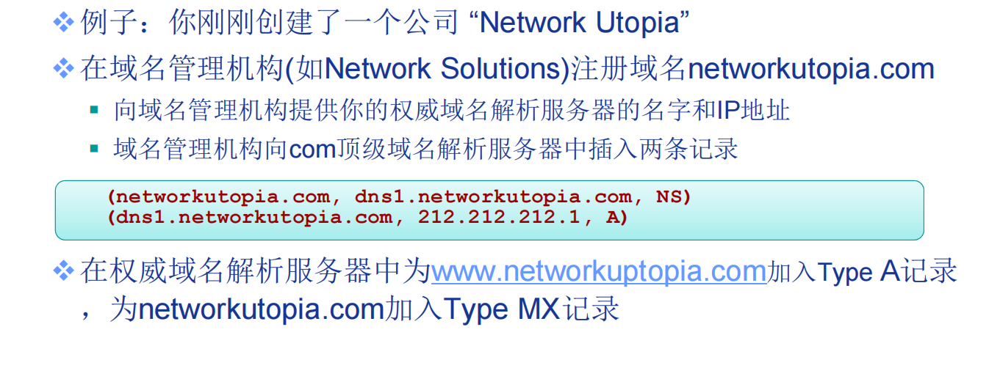 例子：你刚刚创建了一个公司 “Network Utopia”
在域名管理机构(如Network Solutions)注册域名networkutopia.com
向域名管理机构提供你的权威域名解析服务器的名字和IP地址
域名管理机构向com顶级域名解析服务器中插入两条记录
(networkutopia.com, dns1.networkutopia.com, NS)
(dns1.networkutopia.com, 212.212.212.1, A)
在权威域名解析服务器中为www.networkuptopia.com加入Type A记录
，为networkutopia.com加入Type MX记录